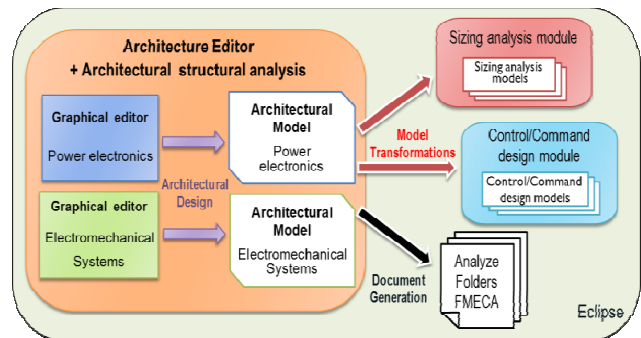 Architecture Editor
+ Architectural structural analysis
Graphical editor
Power electronics
Architectural
Design
Graphical editor
Electromechanical
Systems
Architectural
Model
Power
electronics
Architectural
Model
Electromechanical
Systems
Model
Transformations
Document
Generation
Sizing analysis module
Sizing analysis
models
Control/Command
design module
Control/Command
design models
Analyze
Folders
FMECA
Eclipse